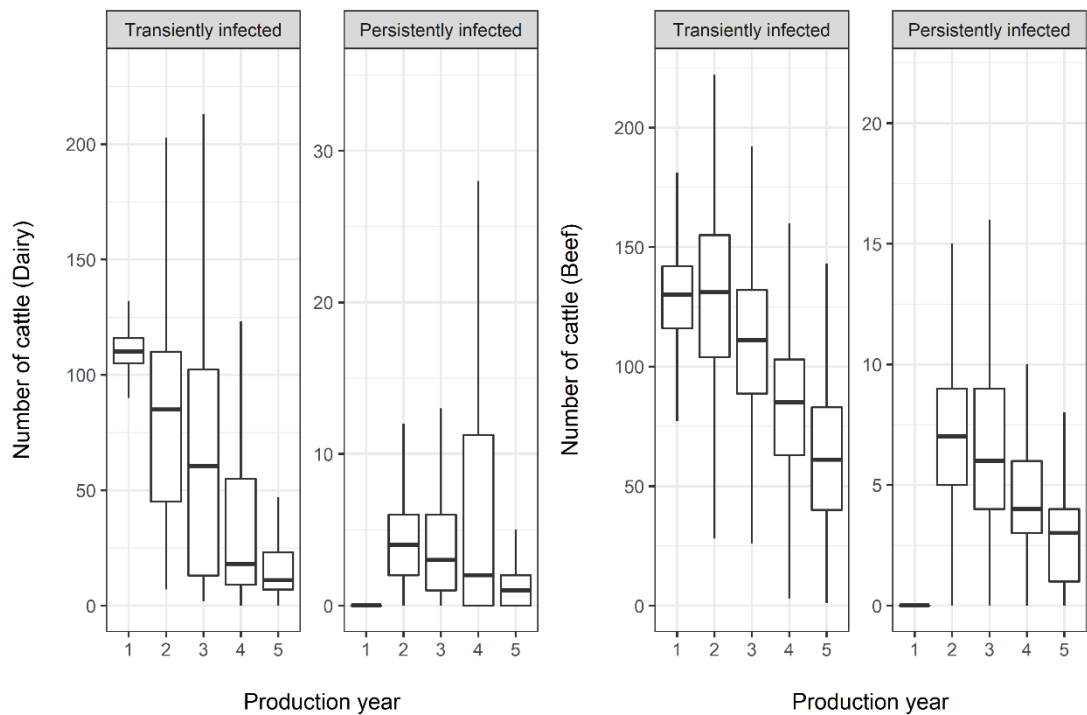 Transiently infected
Persistently infected
Number of cattle (Dairy)
200
150
100
50
0
30
20
10
0
1 2 3 4 5
1 2 3 4 5
Production year
Transiently infected
Persistently infected
Number of cattle (Beef)
200
150
100
50
0
20
15
10
5
0
1 2 3 4 5
1 2 3 4 5
Production year